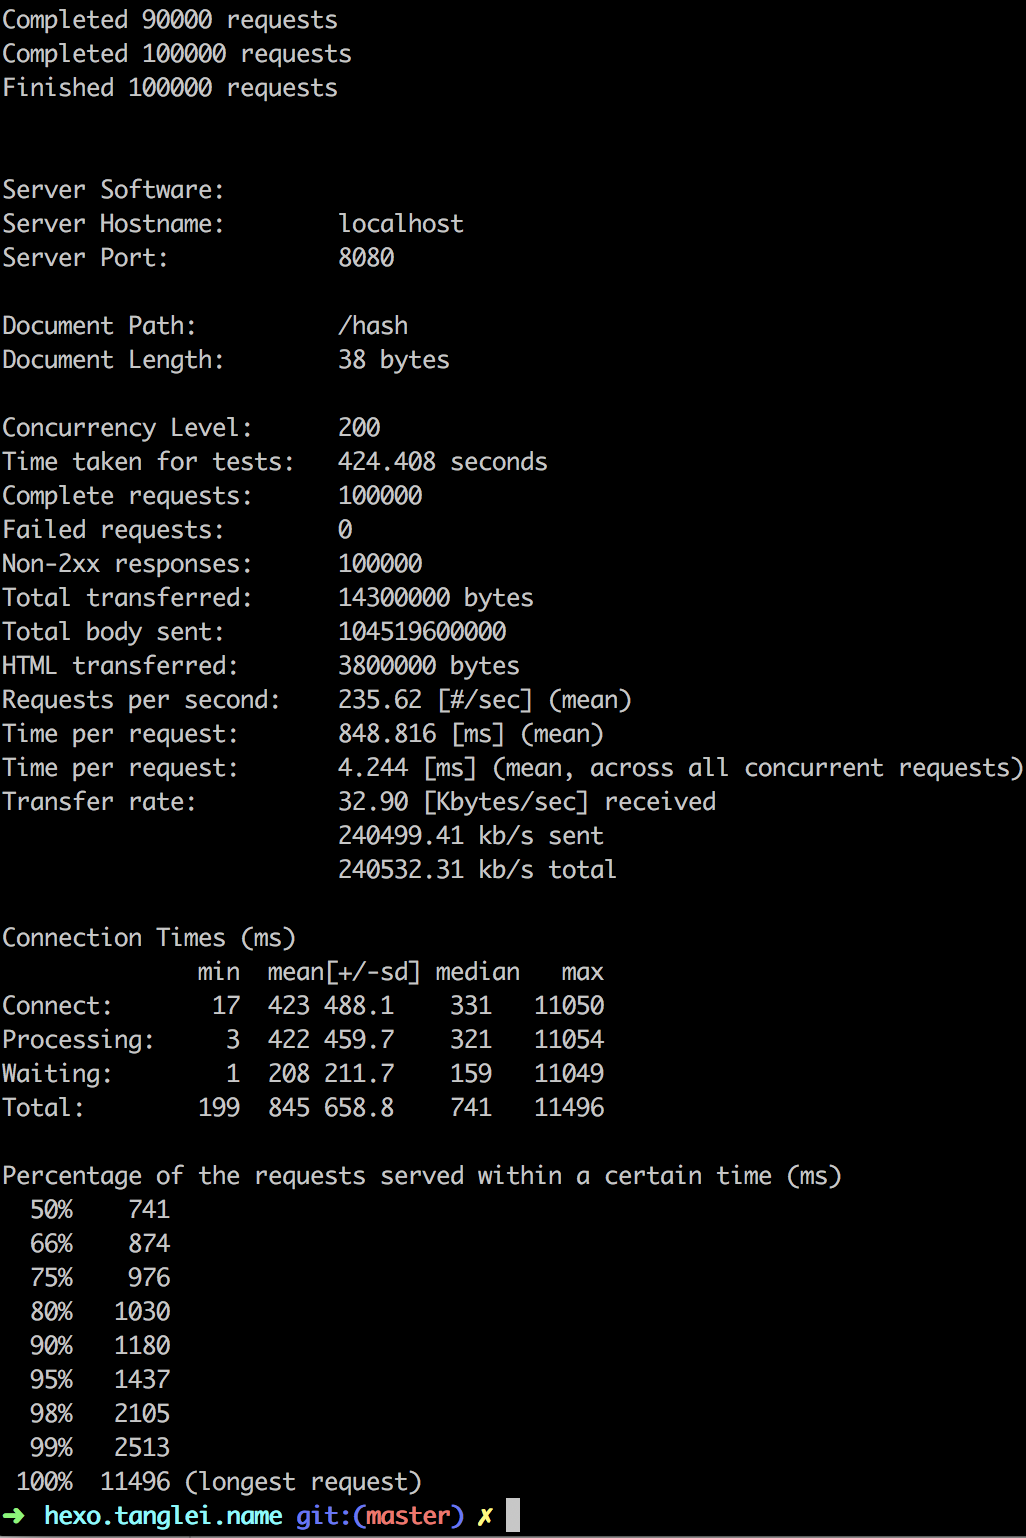 Completed 90000 requests
Completed 100000 requests
Finished 100000 requests
Server Software:
Server Hostname:        localhost
Server Port:            8080
Document Path:          /hash
Document Length:        38 bytes
Concurrency Level:      200
Time taken for tests:   424.408 seconds
Complete requests:      100000
Failed requests:        0
Non-2xx responses:      100000
Total transferred:      14300000 bytes
Total body sent:        104519600000
HTML transferred:       3800000 bytes
Requests per second:    235.62 [#/sec] (mean)
Time per request:       848.816 [ms] (mean)
Time per request:       4.244 [ms] (mean, across all concurrent requests)
Transfer rate:          32.90 [Kbytes/sec] received
                        240499.41 kb/s sent
                        240532.31 kb/s total
Connection Times (ms)
              min  mean[+/-sd] median   max
Connect:       17  423 488.1    331   11050
Processing:     3  422 459.7    321   11054
Waiting:        1  208 211.7    159   11049
Total:        199  845 658.8    741   11496
Percentage of the requests served within a certain time (ms)
  50%    741
  66%    874
  75%    976
  80%   1030
  90%   1180
  95%   1437
  98%   2105
  99%   2513
 100%  11496 (longest request)
➜  hexo.tanglei.name git:(master) ✗